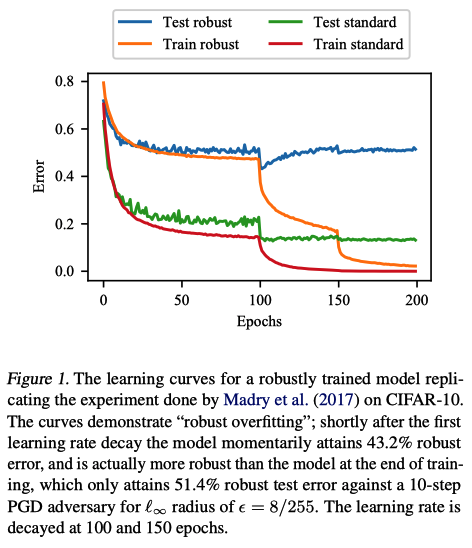 Test robust
Test standard
Train robust
Train standard
0.8
0.6
0.4
0.2
0.0
Error
0
50
100
150
200
Epochs
Figure 1. The learning curves for a robustly trained model repli-
cating the experiment done by Madry et al. (2017) on CIFAR-10.
The curves demonstrate “robust overfitting”; shortly after the first
learning rate decay the model momentarily attains 43.2% robust
error, and is actually more robust than the model at the end of train-
ing, which only attains 51.4% robust test error against a 10-step
PGD adversary for ℓ∞ radius of ϵ = 8/255. The learning rate is
decayed at 100 and 150 epochs.